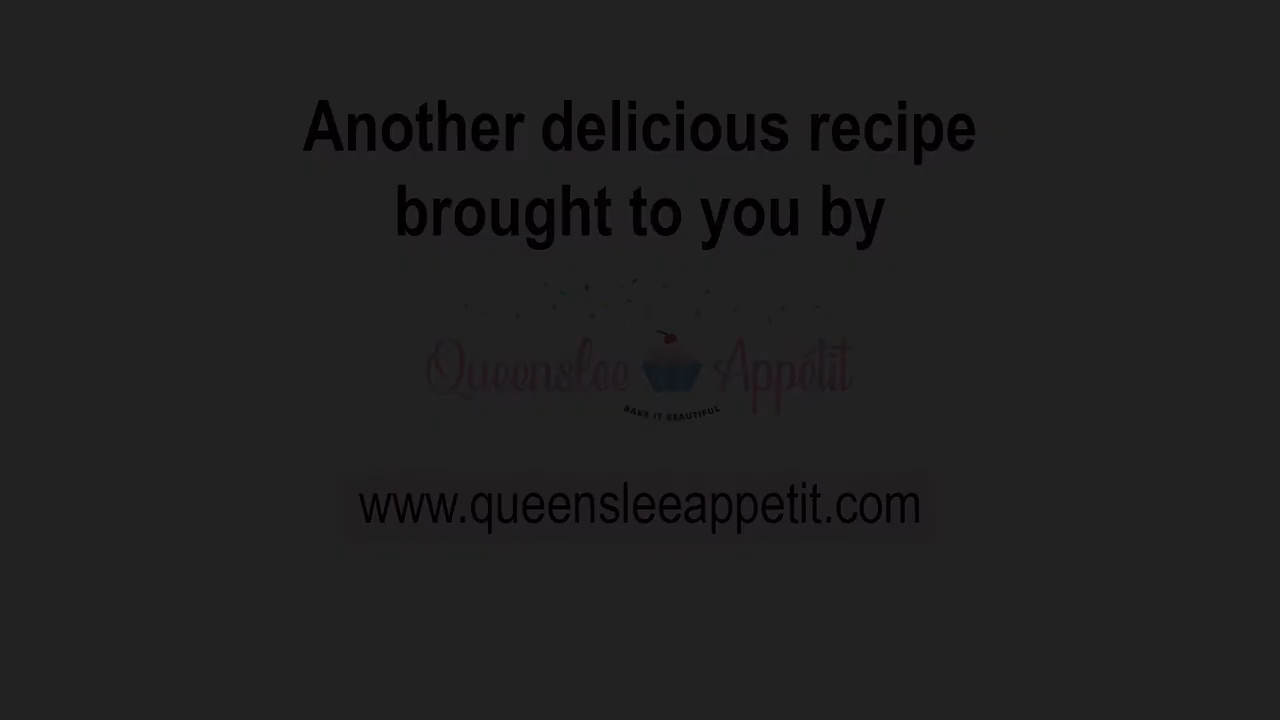 Another delicious recipe
brought to you by
Queenslee Appétit
BAKE IT BEAUTIFUL
www.queensleeappetit.com